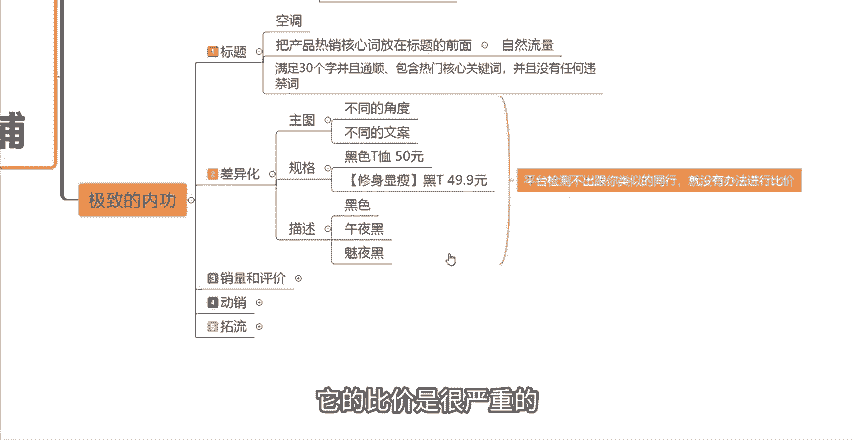 铺
极致的内功
1 标题
空调
把产品热销核心词放在标题的前面
自然流量
满足30个字并且通顺、包含热门核心关键词，并且没有任何违
禁词
2 差异化
主图
不同的角度
不同的文案
规格
黑色T恤 50元
【修身显瘦】黑T 49.9元
描述
黑色
午夜黑
魅夜黑
平台检测不出跟你类似的同行，就没有办法进行比价
3 销量和评价
4 动销
5 拓流
它的比价是很严重的